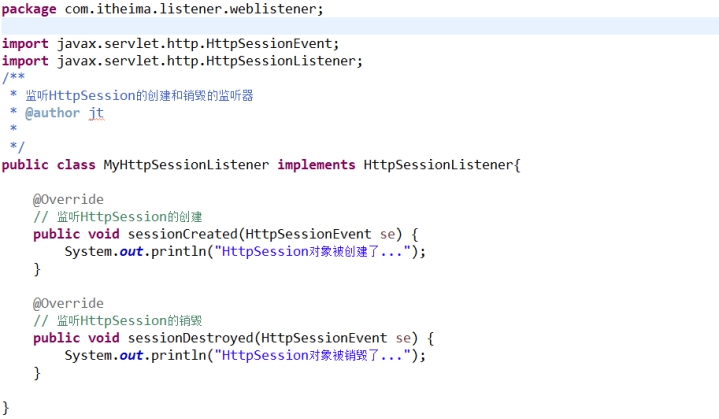 package com.itheima.listener.weblistener;
import javax.servlet.http.HttpSessionEvent;
import javax.servlet.http.HttpSessionListener;
/**
 * 监听HttpSession的创建和销毁的监听器
 * @author jt
 *
 */
public class MyHttpSessionListener implements HttpSessionListener{
    @Override
    // 监听HttpSession的创建
    public void sessionCreated(HttpSessionEvent se) {
        System.out.println("HttpSession对象被创建了...");
    }
    @Override
    // 监听HttpSession的销毁
    public void sessionDestroyed(HttpSessionEvent se) {
        System.out.println("HttpSession对象被销毁了...");
    }
}